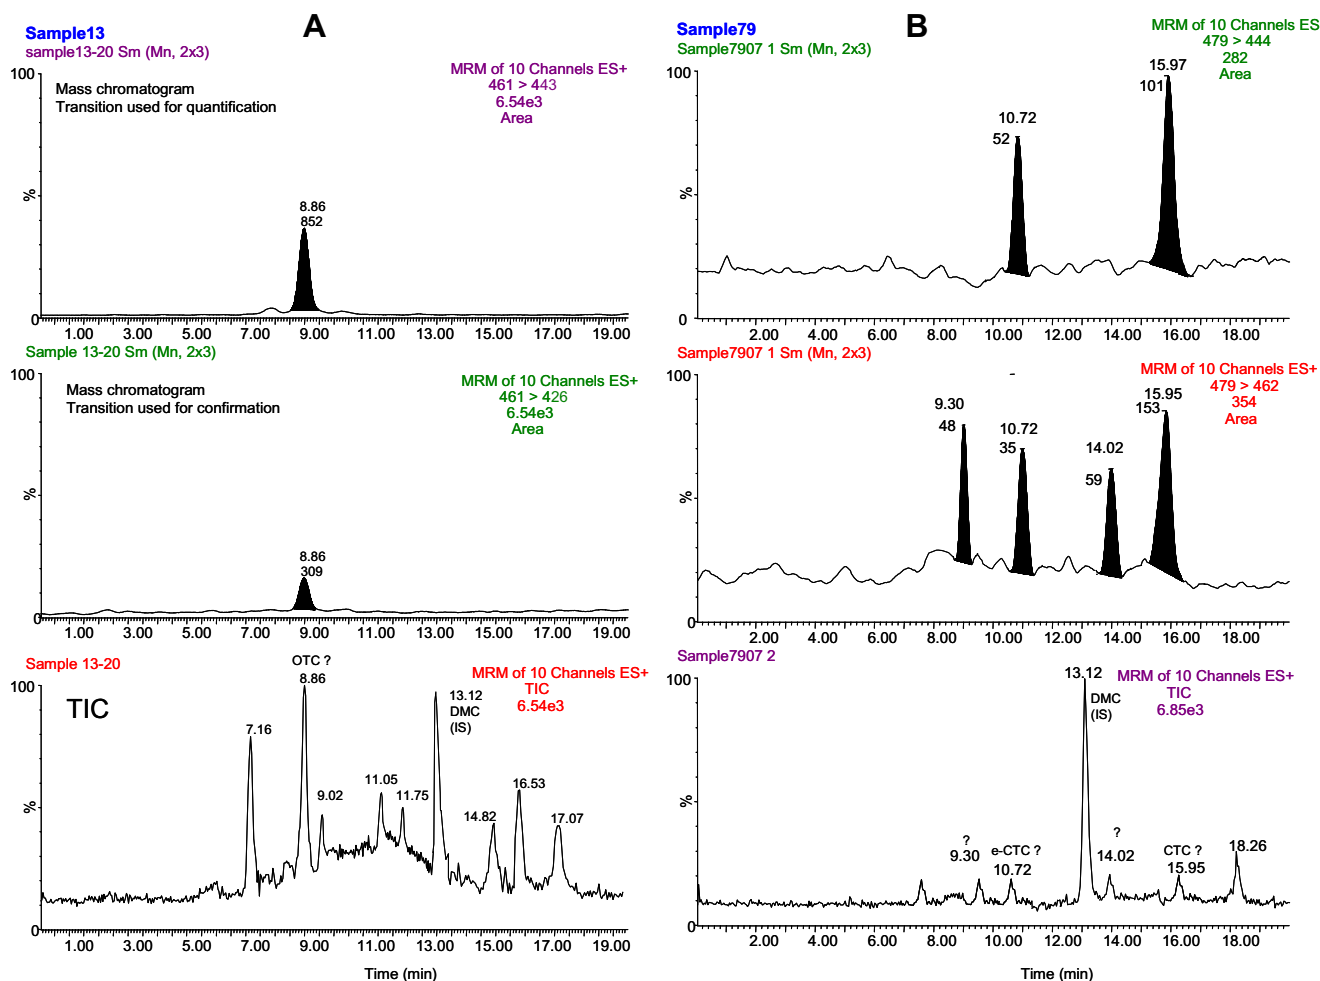 A
Sample13
sample13-20 Sm (Mn, 2x3)
MRM of 10 Channels ES+
461 > 443
6.54e3
Area
100
Mass chromatogram
Transition used for quantification
%
8.86
852
0
1.00 3.00 5.00 7.00 9.00 11.00 13.00 15.00 17.00 19.00
Sample 13-20 Sm (Mn, 2x3)
MRM of 10 Channels ES+
461 > 426
6.54e3
Area
100
Mass chromatogram
Transition used for confirmation
%
8.86
309
0
1.00 3.00 5.00 7.00 9.00 11.00 13.00 15.00 17.00 19.00
Sample 13-20
MRM of 10 Channels ES+
TIC
6.54e3
100
TIC
%
7.16
OTC ?
8.86
9.02
11.05
11.75
13.12
DMC
(IS)
14.82
16.53
17.07
0
1.00 3.00 5.00 7.00 9.00 11.00 13.00 15.00 17.00 19.00
Time (min)
B
Sample79
Sample7907 1 Sm (Mn, 2x3)
MRM of 10 Channels ES
479 > 444
282
Area
100
%
10.72
52
15.97
101
0
2.00 4.00 6.00 8.00 10.00 12.00 14.00 16.00 18.00
Sample7907 1 Sm (Mn, 2x3)
MRM of 10 Channels ES+
479 > 462
354
Area
100
%
9.30
48
10.72
35
14.02
59
15.95
153
0
2.00 4.00 6.00 8.00 10.00 12.00 14.00 16.00 18.00
Sample7907 2
MRM of 10 Channels ES+
TIC
6.85e3
100
%
?
9.30
e-CTC ?
10.72
13.12
DMC
(IS)
?
14.02
CTC ?
15.95
18.26
0
2.00 4.00 6.00 8.00 10.00 12.00 14.00 16.00 18.00
Time (min)